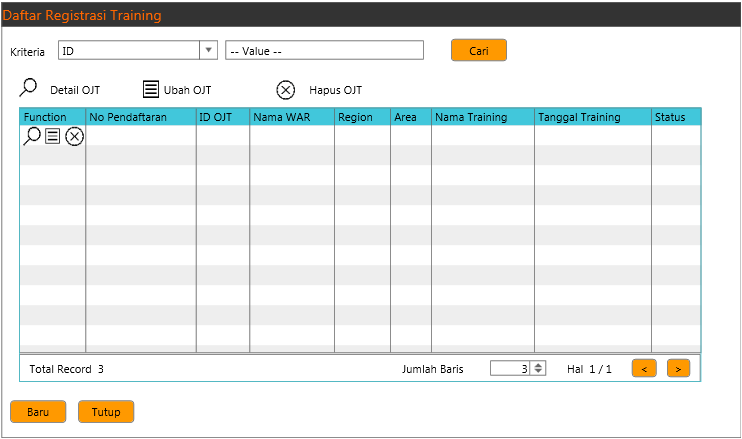 Daftar Registrasi Training
Kriteria ID -- Value -- Cari
Detail OJT Ubah OJT Hapus OJT
Function No Pendaftaran ID OJT Nama WAR Region Area Nama Training Tanggal Training Status
Total Record 3 Jumlah Baris 3 Hal 1 / 1 < >
Baru Tutup